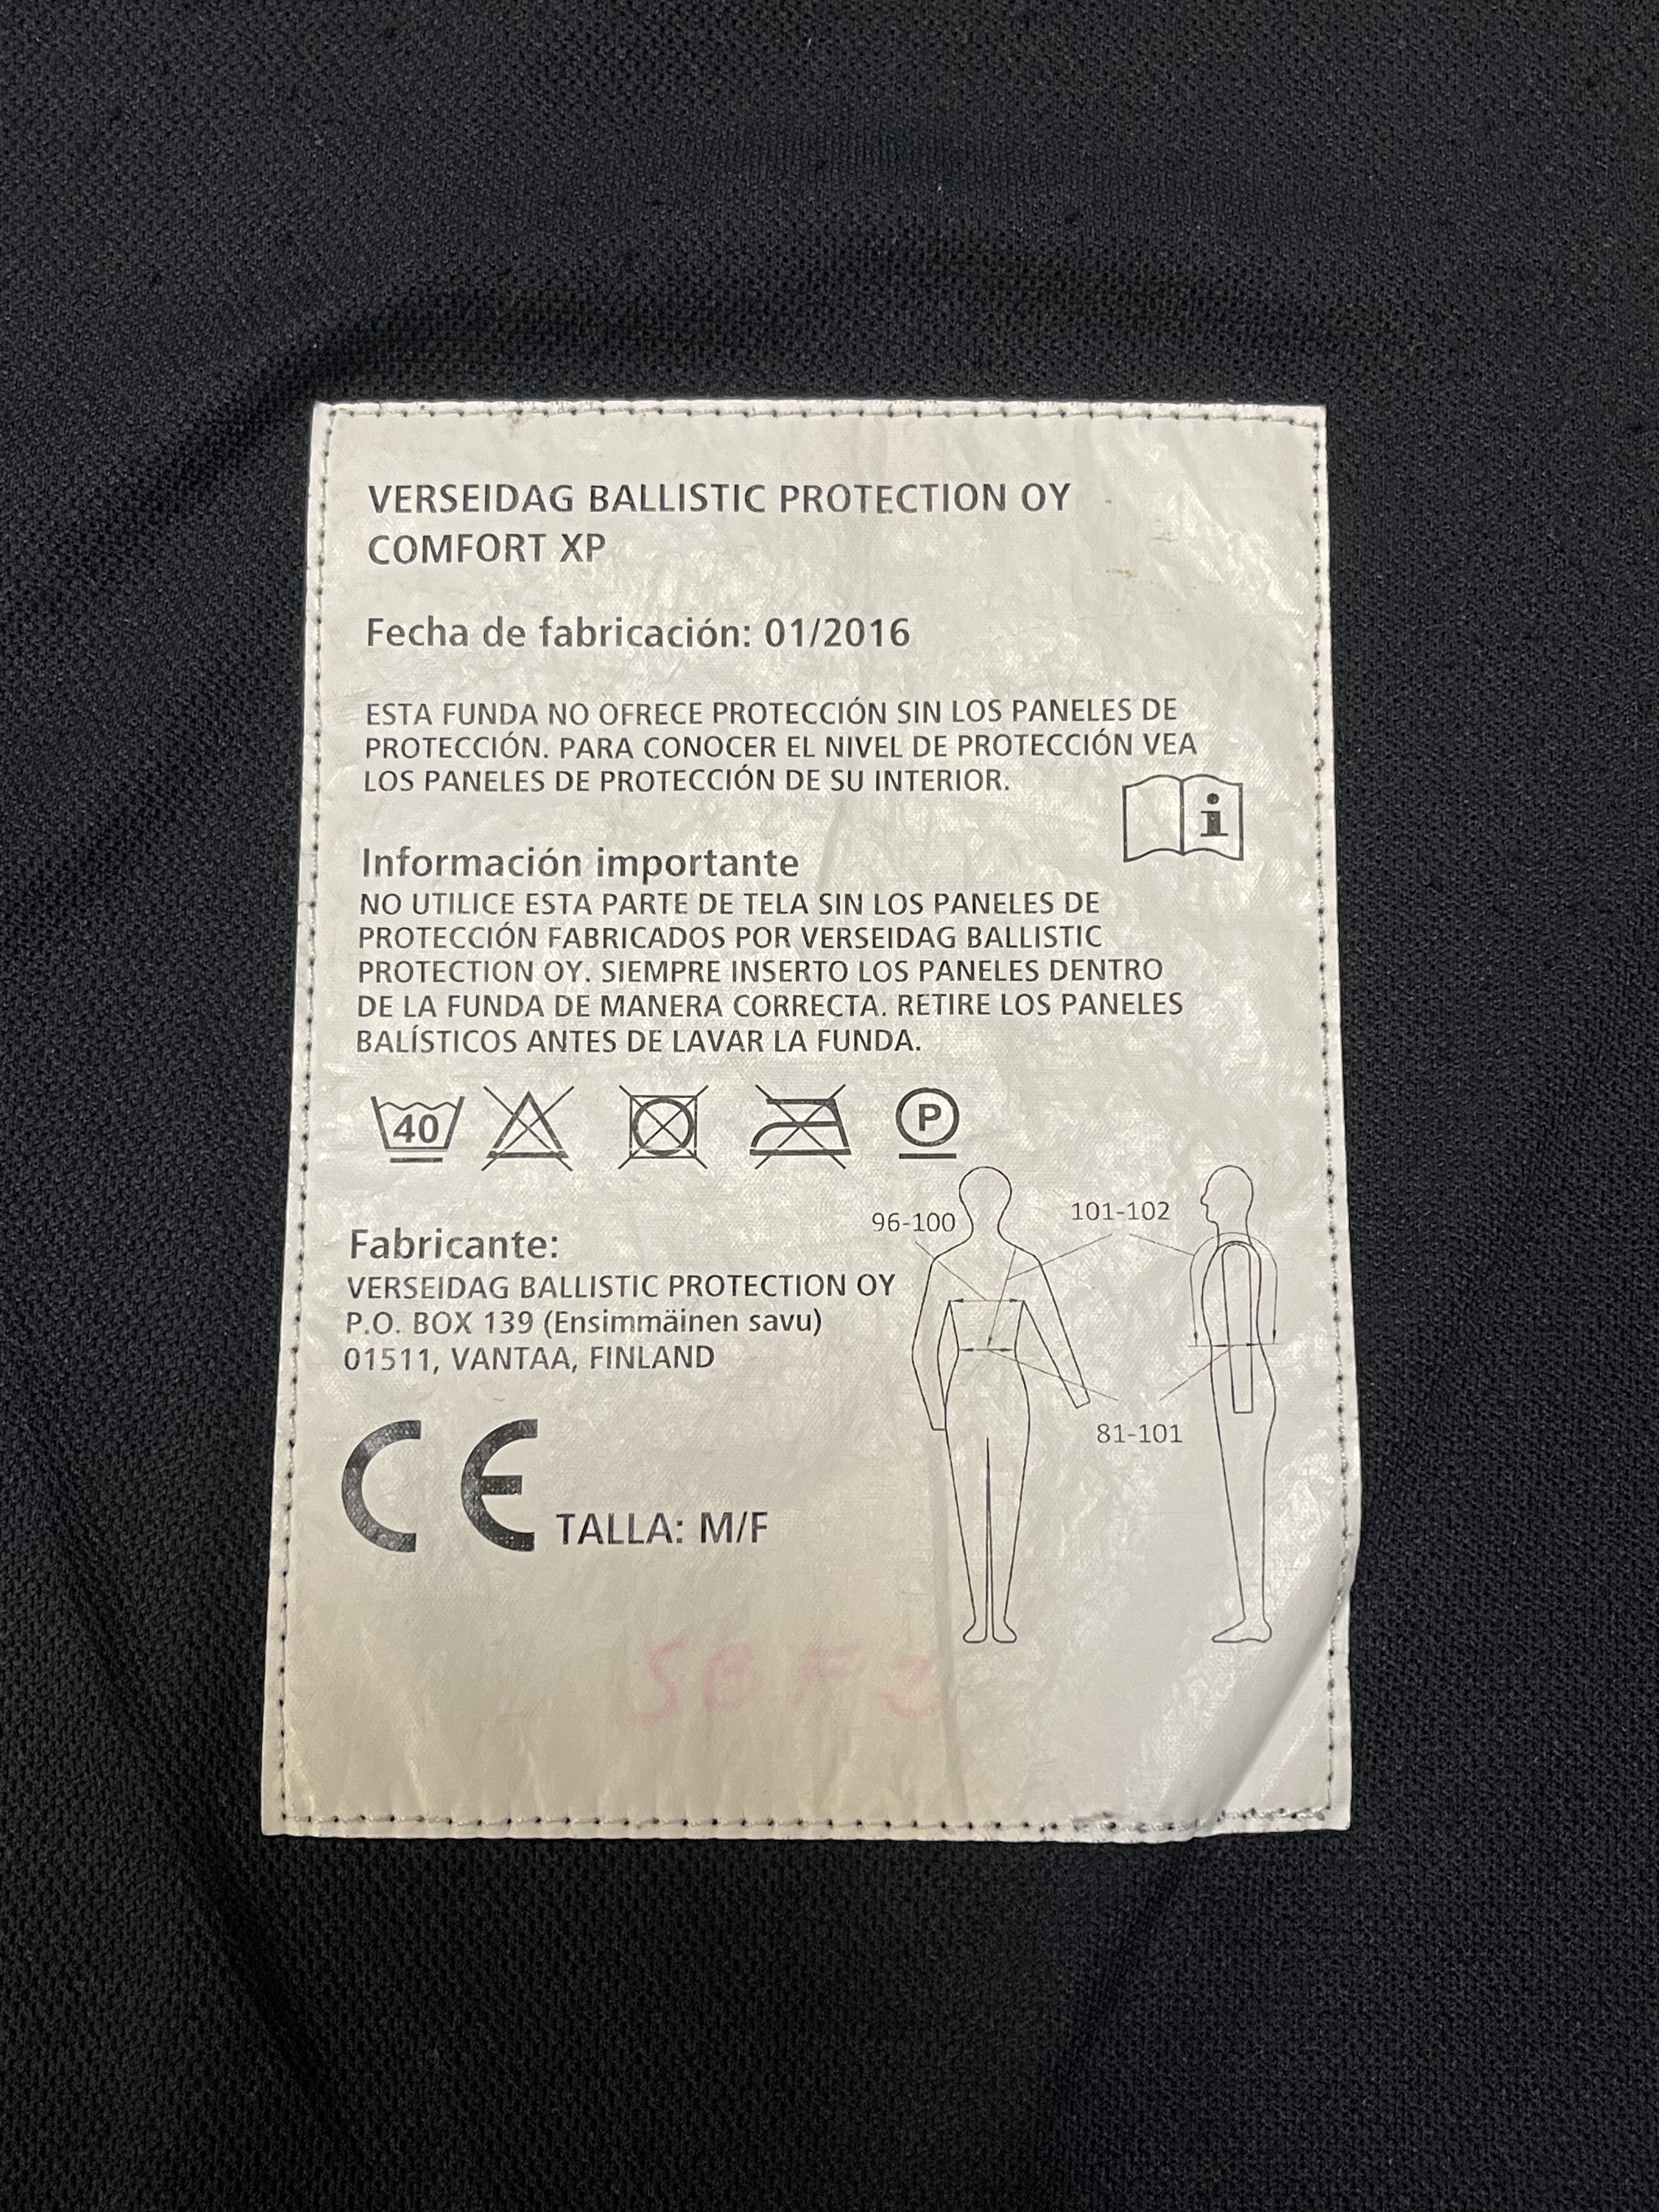 VERSEIDAG BALLISTIC PROTECTION OY
COMFORT XP
Fecha de fabricación: 01/2016
ESTA FUNDA NO OFRECE PROTECCIÓN SIN LOS PANELES DE
PROTECCIÓN. PARA CONOCER EL NIVEL DE PROTECCIÓN VEA
LOS PANELES DE PROTECCIÓN DE SU INTERIOR.
i
Información importante
NO UTILICE ESTA PARTE DE TELA SIN LOS PANELES DE
PROTECCIÓN FABRICADOS POR VERSEIDAG BALLISTIC
PROTECTION OY. SIEMPRE INSERTO LOS PANELES DENTRO
DE LA FUNDA DE MANERA CORRECTA. RETIRE LOS PANELES
BALÍSTICOS ANTES DE LAVAR LA FUNDA.
40 P
96-100 101-102
Fabricante:
VERSEIDAG BALLISTIC PROTECTION OY
P.O. BOX 139 (Ensimmäinen savu)
01511, VANTAA, FINLAND
81-101
CE TALLA: M/F